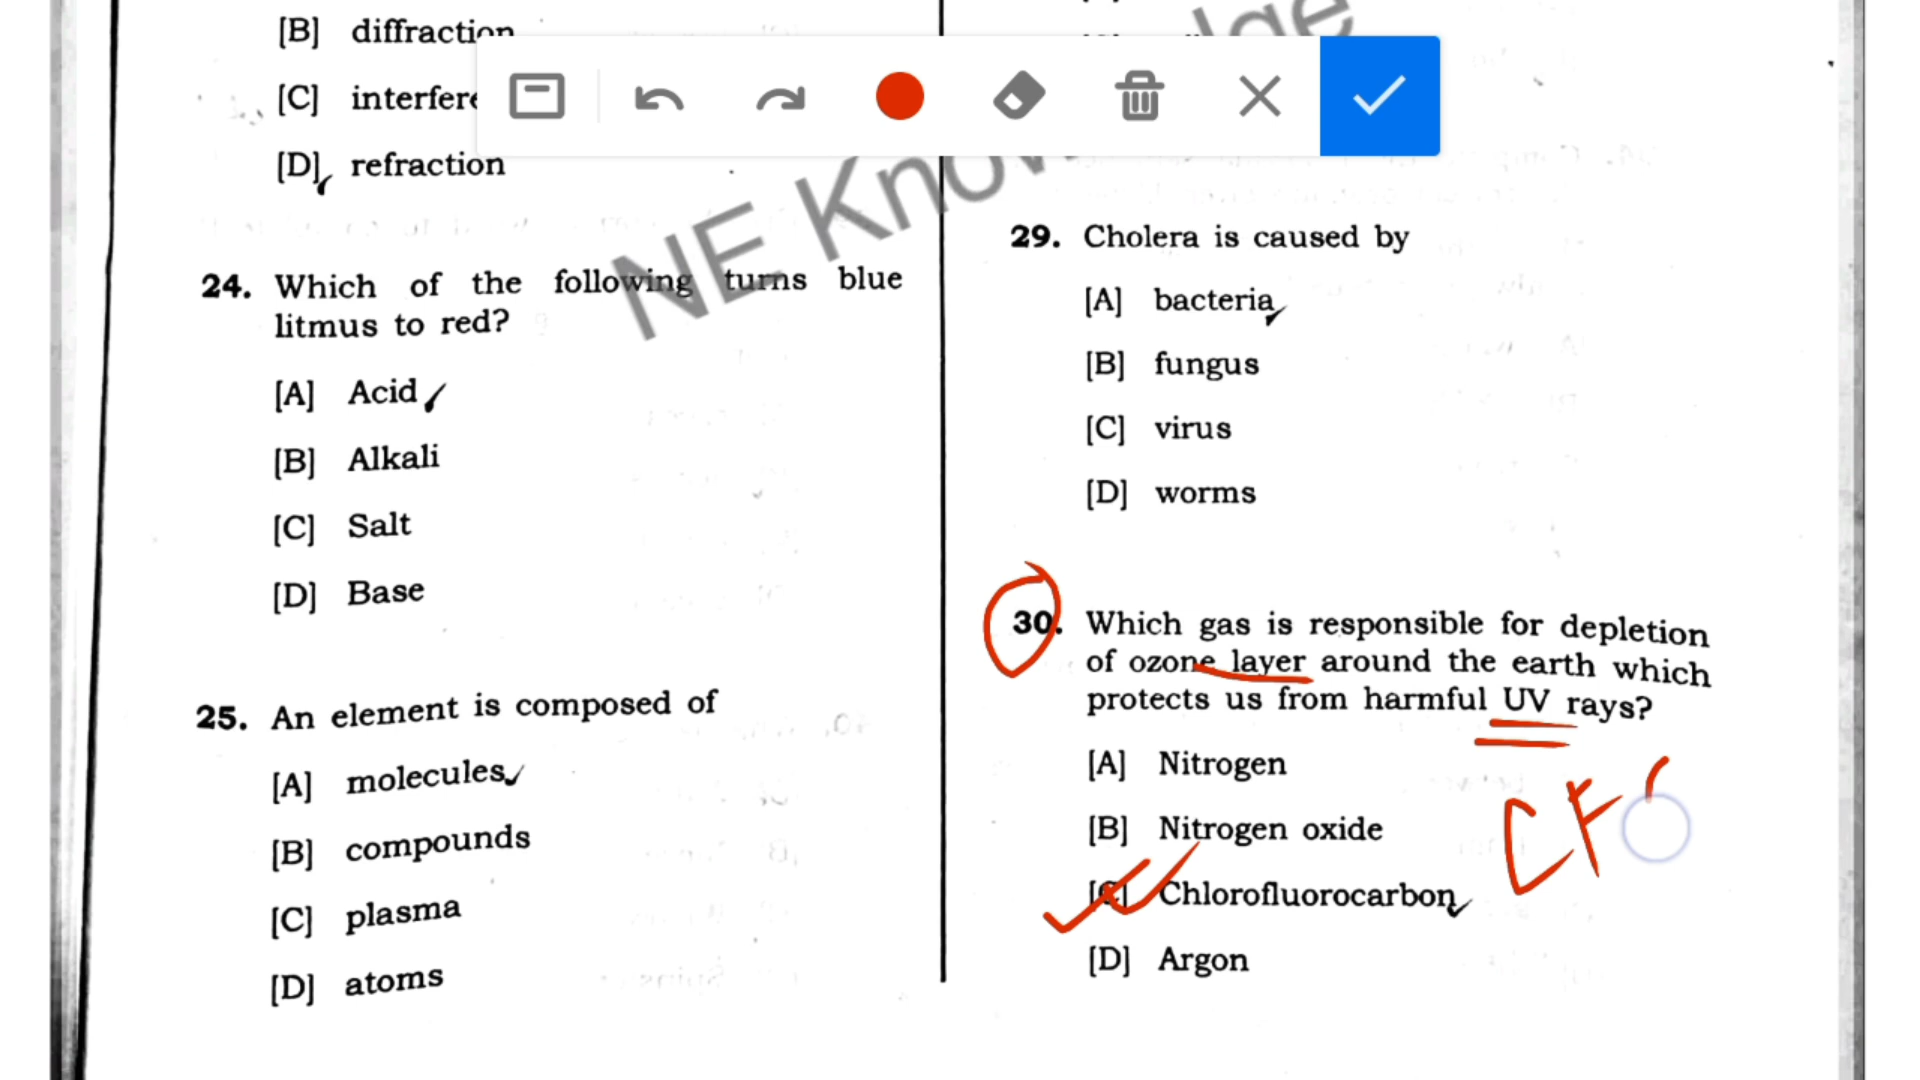 [B] diffraction
[C] interfere
[D] refraction
24. Which of the following turns blue
litmus to red?
[A] Acid
[B] Alkali
[C] Salt
[D] Base
25. An element is composed of
[A] molecules
[B] compounds
[C] plasma
[D] atoms
NE Know
29. Cholera is caused by
[A] bacteria
[B] fungus
[C] virus
[D] worms
30. Which gas is responsible for depletion
of ozone layer around the earth which
protects us from harmful UV rays?
[A] Nitrogen
[B] Nitrogen oxide
[C] Chlorofluorocarbon
[D] Argon
CF